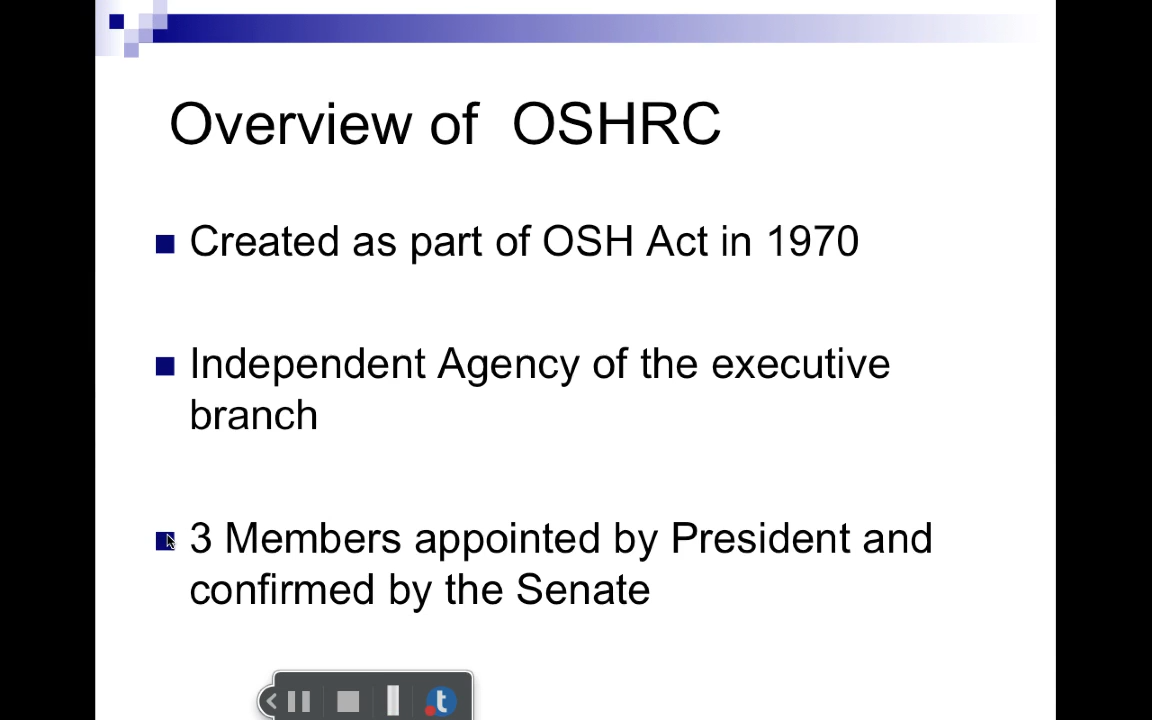 Overview of OSHRC
Created as part of OSH Act in 1970
Independent Agency of the executive
branch
3 Members appointed by President and
confirmed by the Senate
t